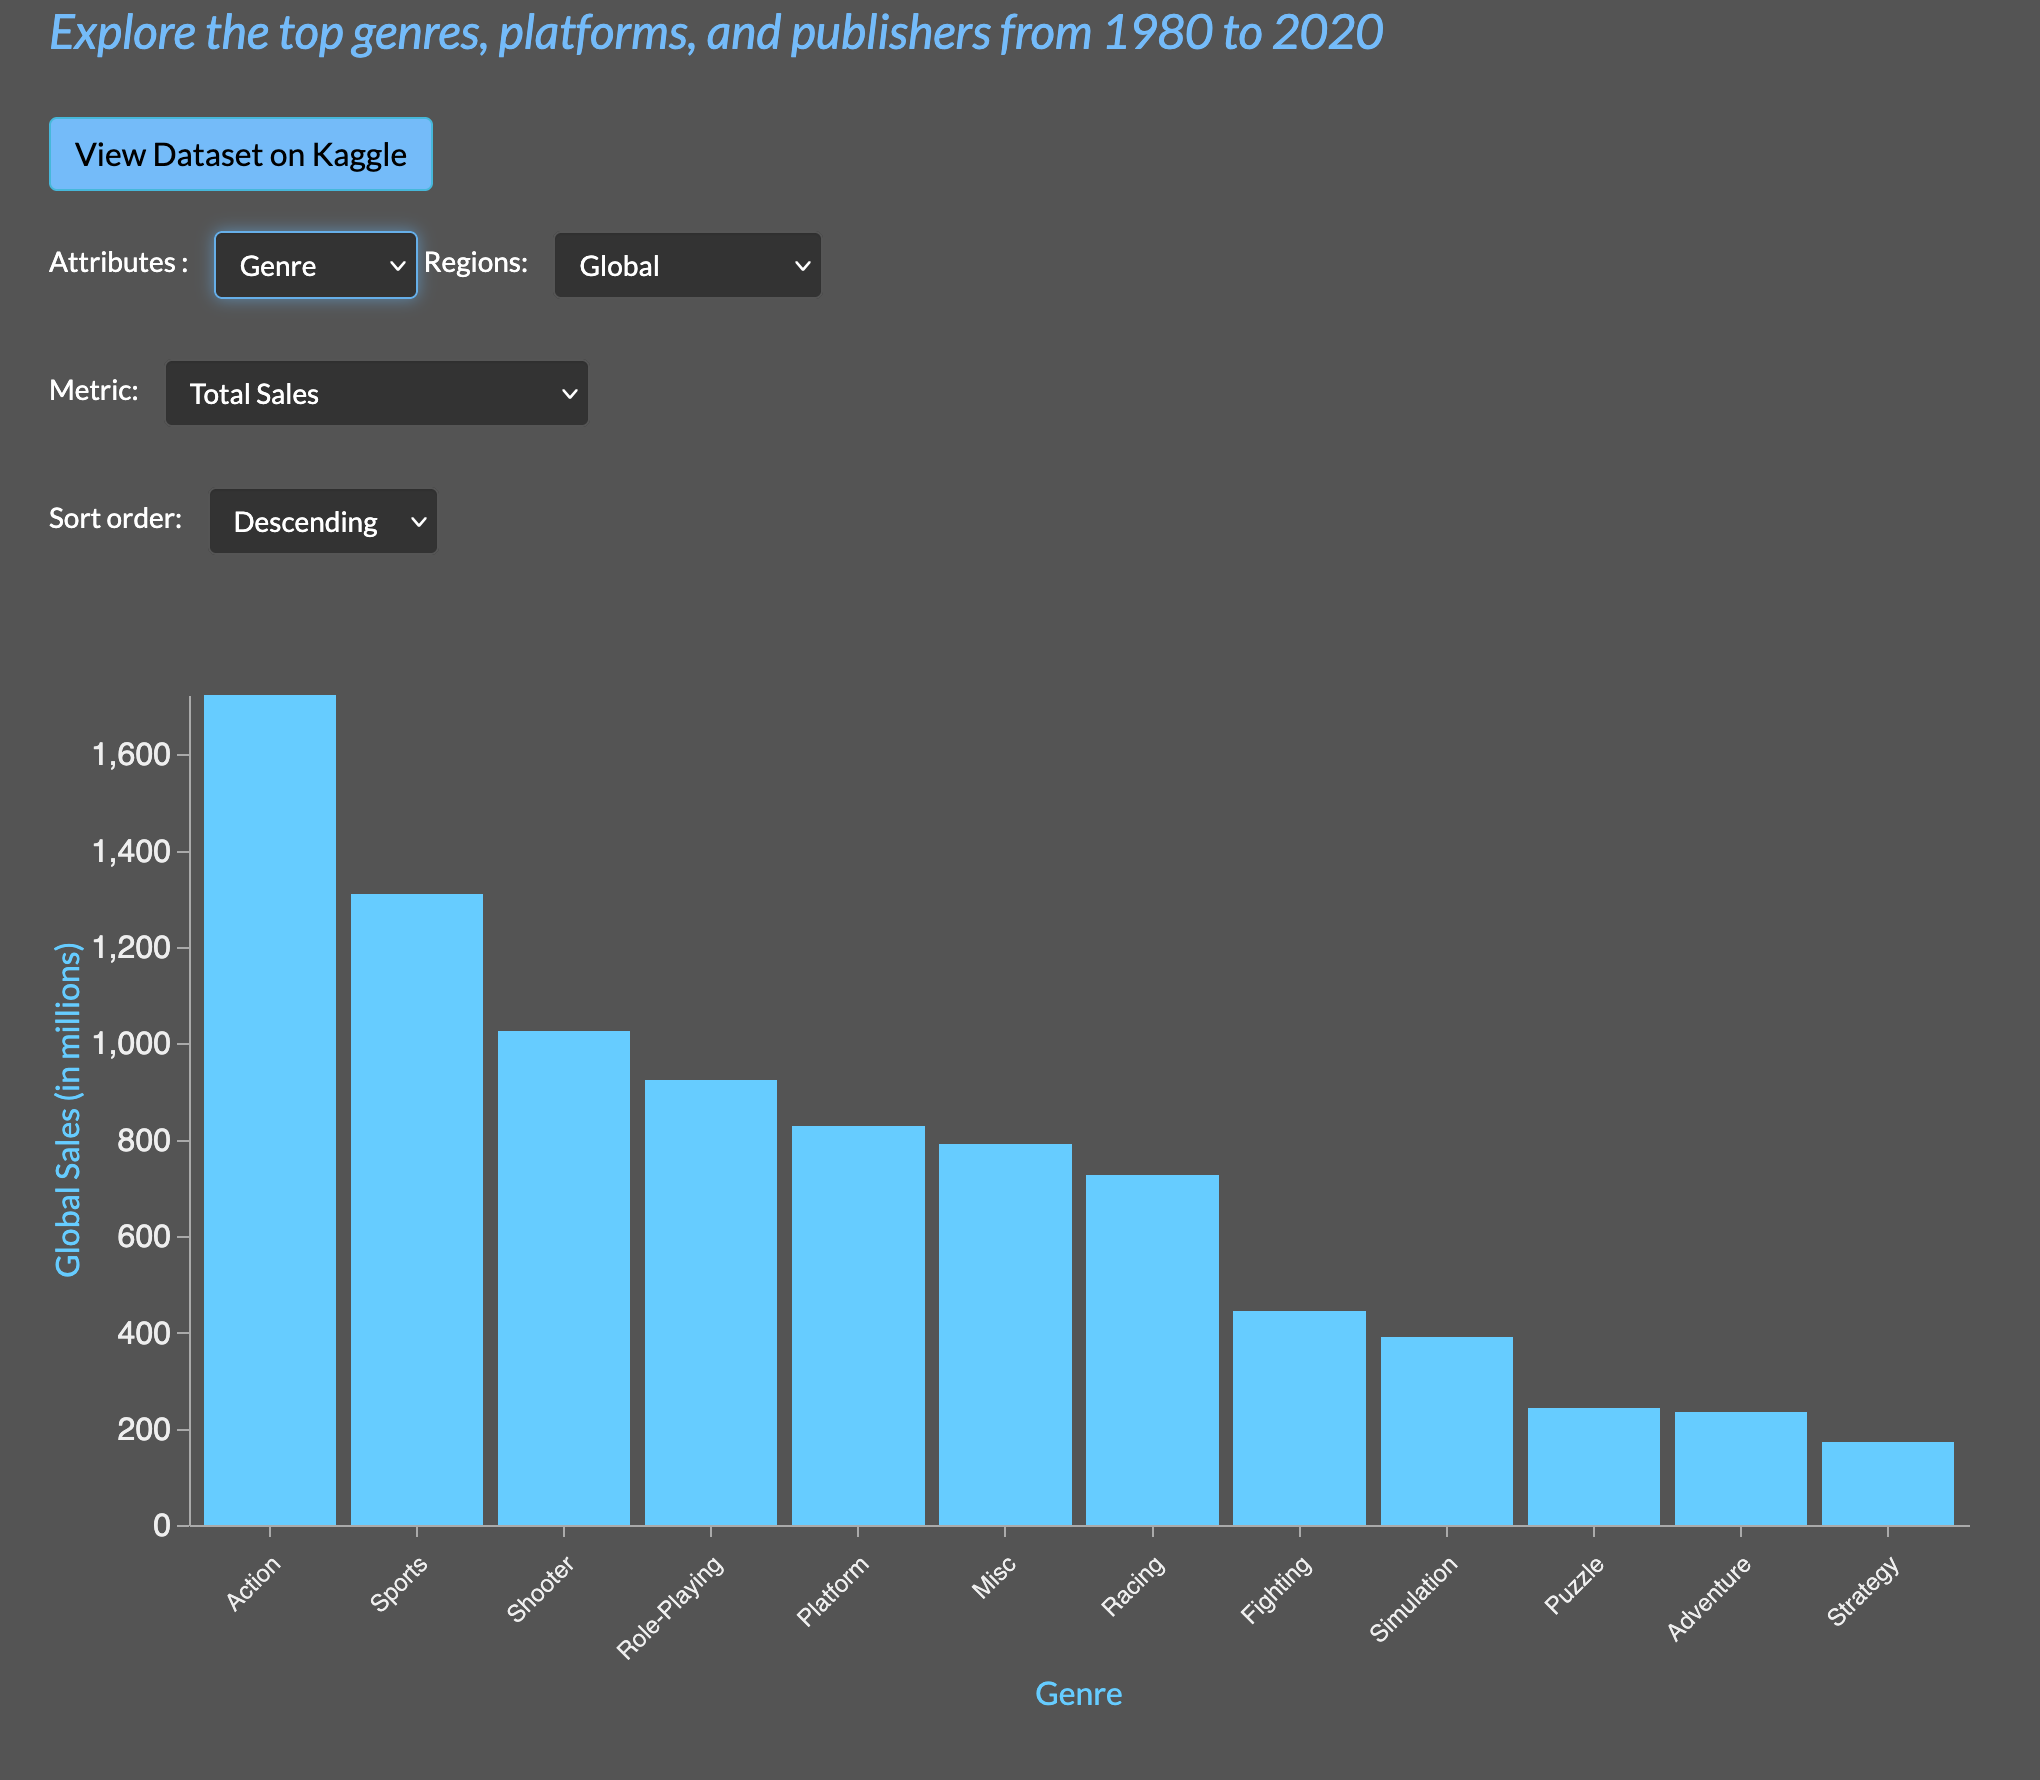 Explore the top genres, platforms, and publishers from 1980 to 2020
View Dataset on Kaggle
Attributes : Genre Regions: Global
Metric: Total Sales
Sort order: Descending
Global Sales (in millions)
1,600
1,400
1,200
1,000
800
600
400
200
0
Action Sports Shooter Role-Playing Platform Misc Racing Fighting Simulation Puzzle Adventure Strategy
Genre